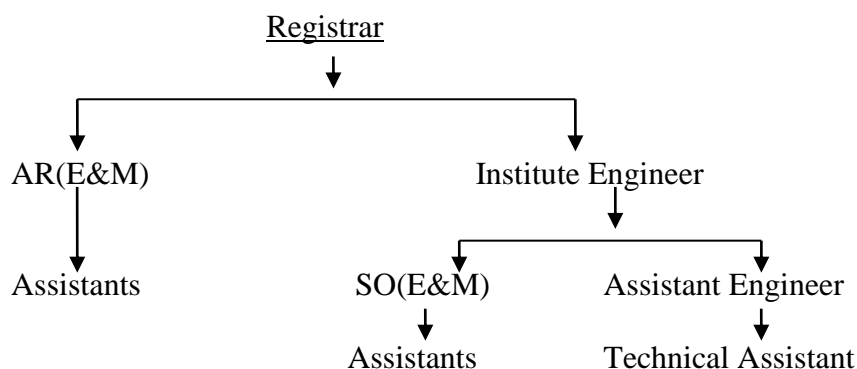 Registrar
AR(E&M) Institute Engineer
Assistants SO(E&M) Assistant Engineer
Assistants Technical Assistant